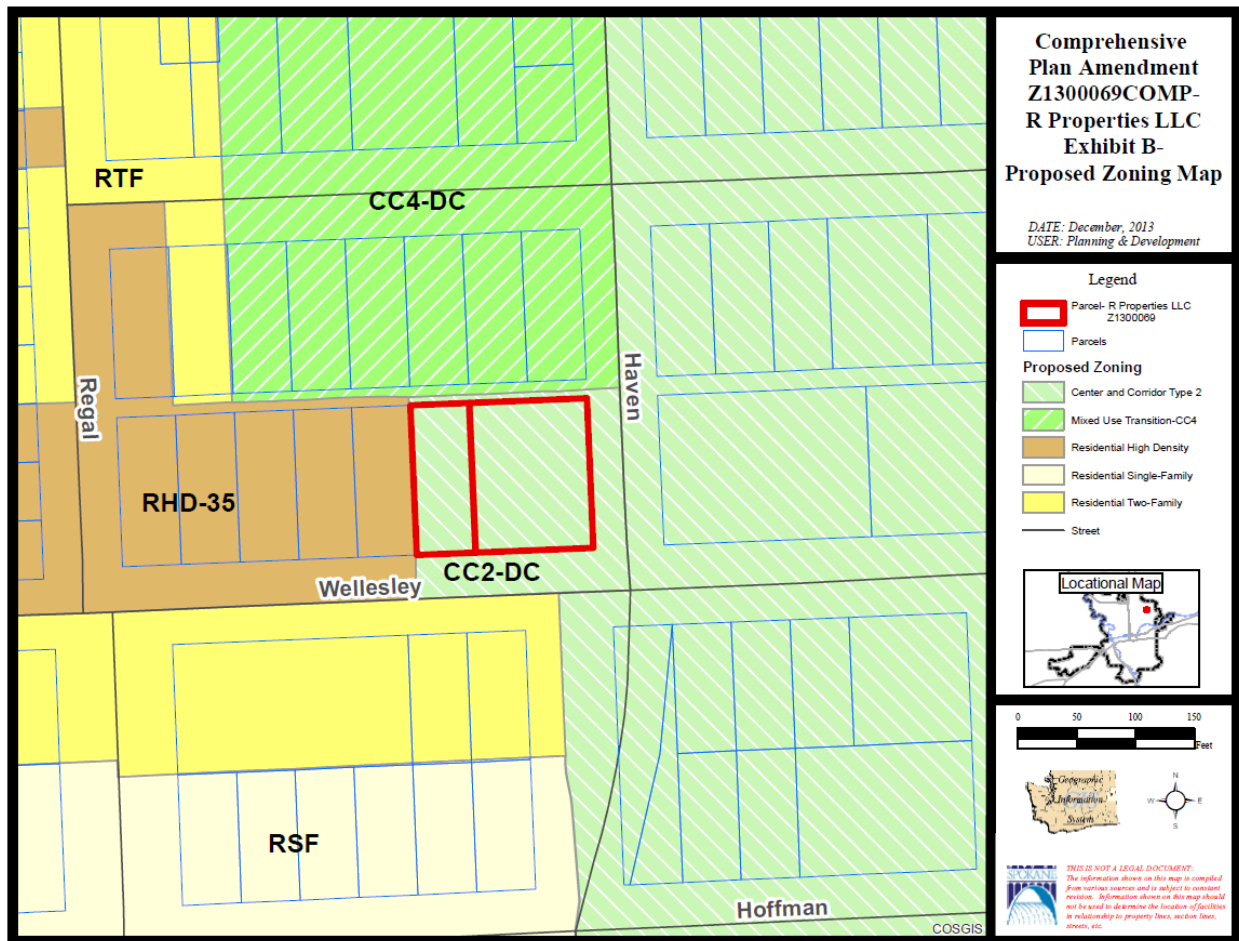 RTF
CC4-DC
Regal
Haven
RHD-35
CC2-DC
Wellesley
RSF
Hoffman
COSGIS
Comprehensive
Plan Amendment
Z1300069COMP-
R Properties LLC
Exhibit B-
Proposed Zoning Map
DATE: December, 2013
USER: Planning & Development
Legend
Parcel- R Properties LLC
Z1300069
Parcels
Proposed Zoning
Center and Corridor Type 2
Mixed Use Transition-CC4
Residential High Density
Residential Single-Family
Residential Two-Family
Street
Locational Map
0 50 100 150
Feet
Geographic
Information
System
N
W E
S
SPOKANE
THIS IS NOT A LEGAL DOCUMENT:
The information shown on this map is compiled
from various sources and is subject to constant
revision. Information shown on this map should
not be used to determine the location of facilities
in relationship to property lines, section lines,
streets, etc.